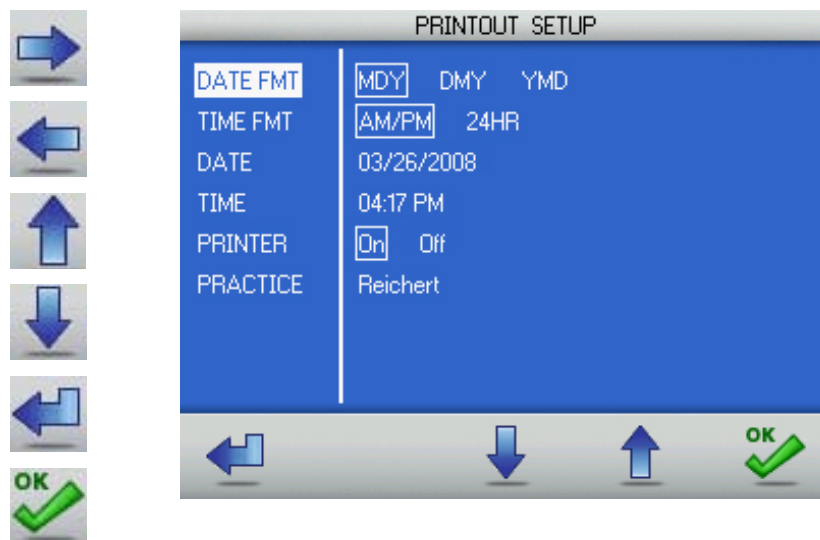 PRINTOUT SETUP
DATE FMT MDY DMY YMD
TIME FMT AM/PM 24HR
DATE 03/26/2008
TIME 04:17 PM
PRINTER On Off
PRACTICE Reichert
OK
OK